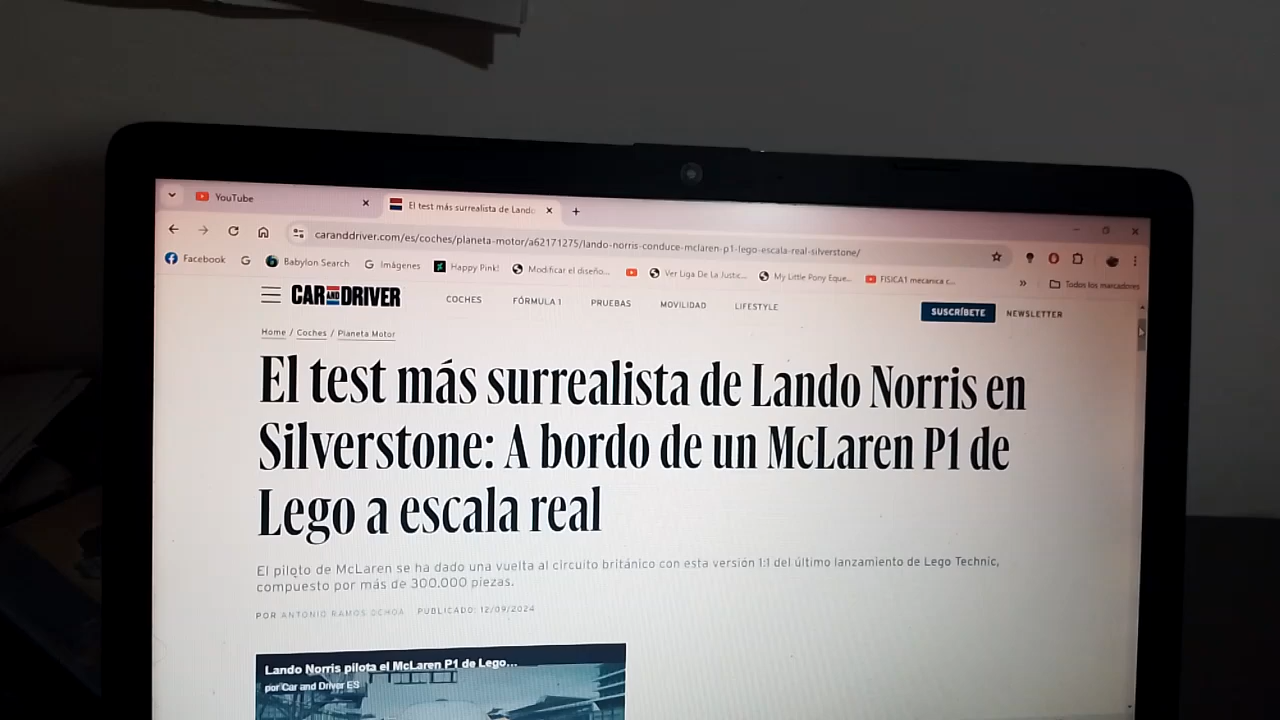 YouTube
El test más surrealista de Lando
caranddriver.com/es/coches/planeta-motor/a62171275/lando-norris-conduce-mclaren-p1-lego-escala-real-silverstone/
Facebook
Babylon Search
Imágenes
Happy Pink!
Modificar el diseño...
Ver Liga De La Justic...
My Little Pony Eque...
FISICA1 mecanica c...
»
Todos los marcadores
CAR AND DRIVER
COCHES
FÓRMULA 1
PRUEBAS
MOVILIDAD
LIFESTYLE
SUSCRÍBETE
NEWSLETTER
Home / Coches / Planeta Motor
El test más surrealista de Lando Norris en
Silverstone: A bordo de un McLaren P1 de
Lego a escala real
El piloto de McLaren se ha dado una vuelta al circuito británico con esta versión 1:1 del último lanzamiento de Lego Technic,
compuesto por más de 300.000 piezas.
POR ANTONIO RAMOS OCHOA PUBLICADO: 12/09/2024
Lando Norris pilota el McLaren P1 de Lego...
por Car and Driver ES